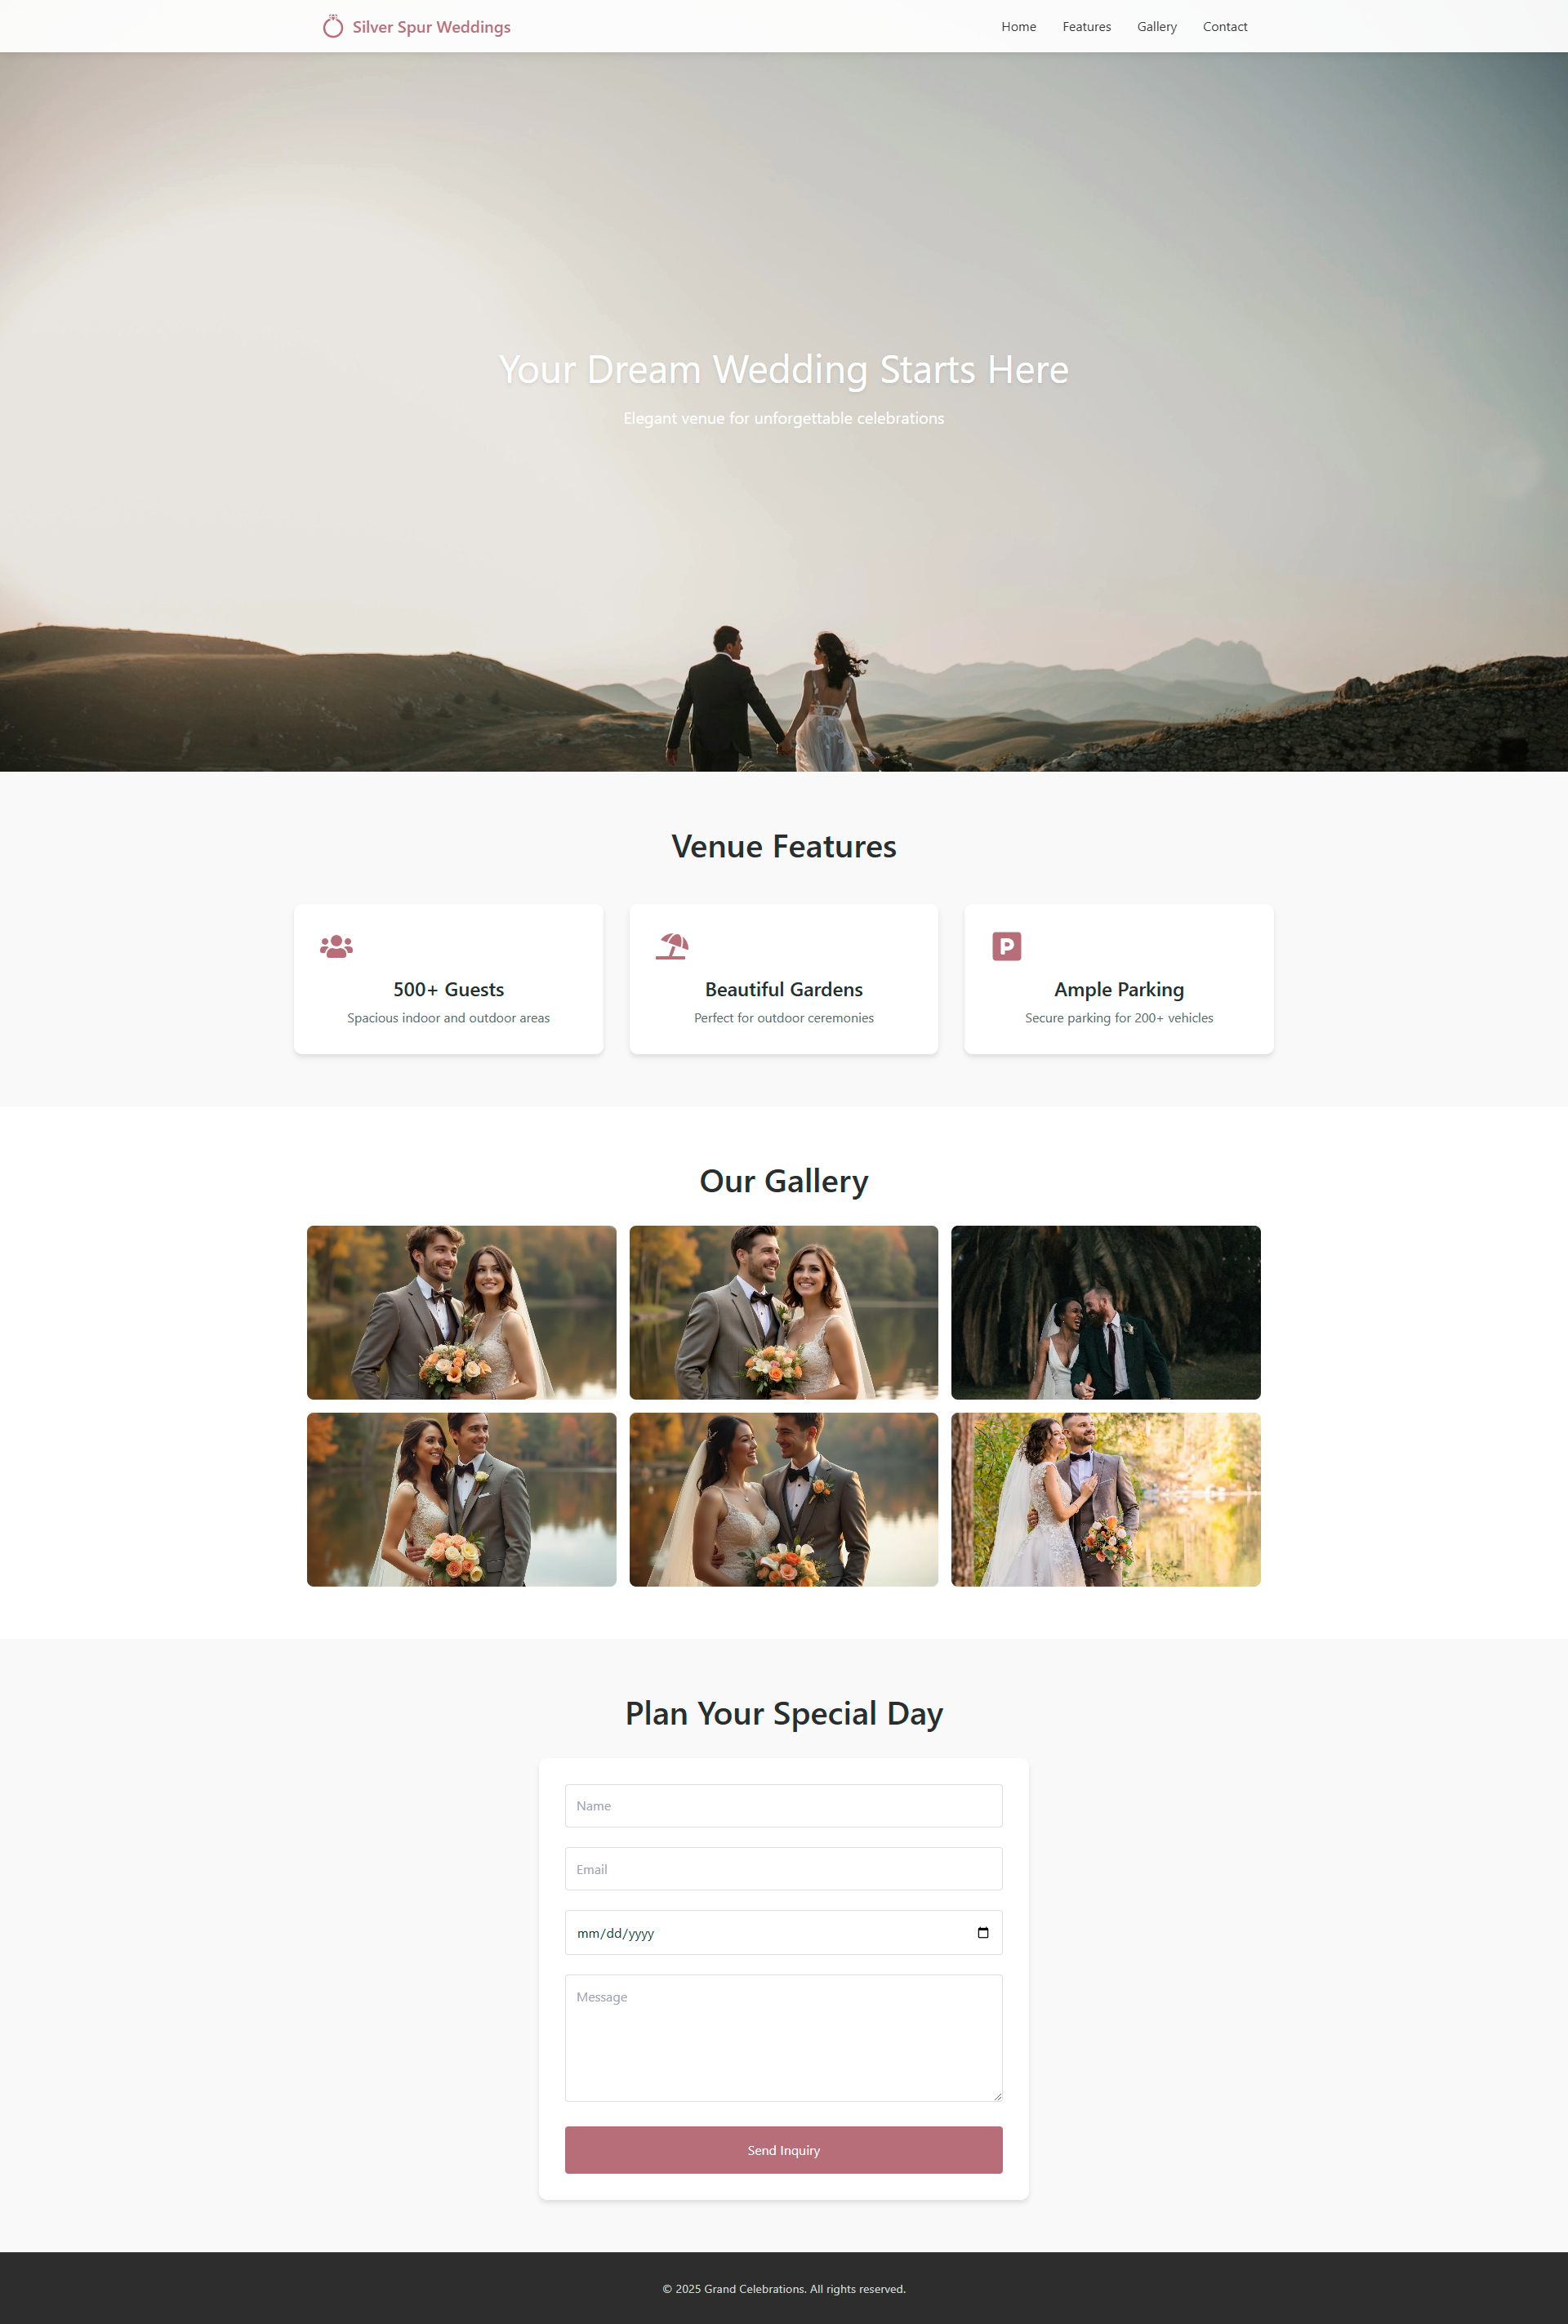 Silver Spur Weddings
Home Features Gallery Contact
Your Dream Wedding Starts Here
Elegant venue for unforgettable celebrations
Venue Features
500+ Guests
Spacious indoor and outdoor areas
Beautiful Gardens
Perfect for outdoor ceremonies
P
Ample Parking
Secure parking for 200+ vehicles
Our Gallery
Plan Your Special Day
Name
Email
mm/dd/yyyy
Message
Send Inquiry
© 2025 Grand Celebrations. All rights reserved.